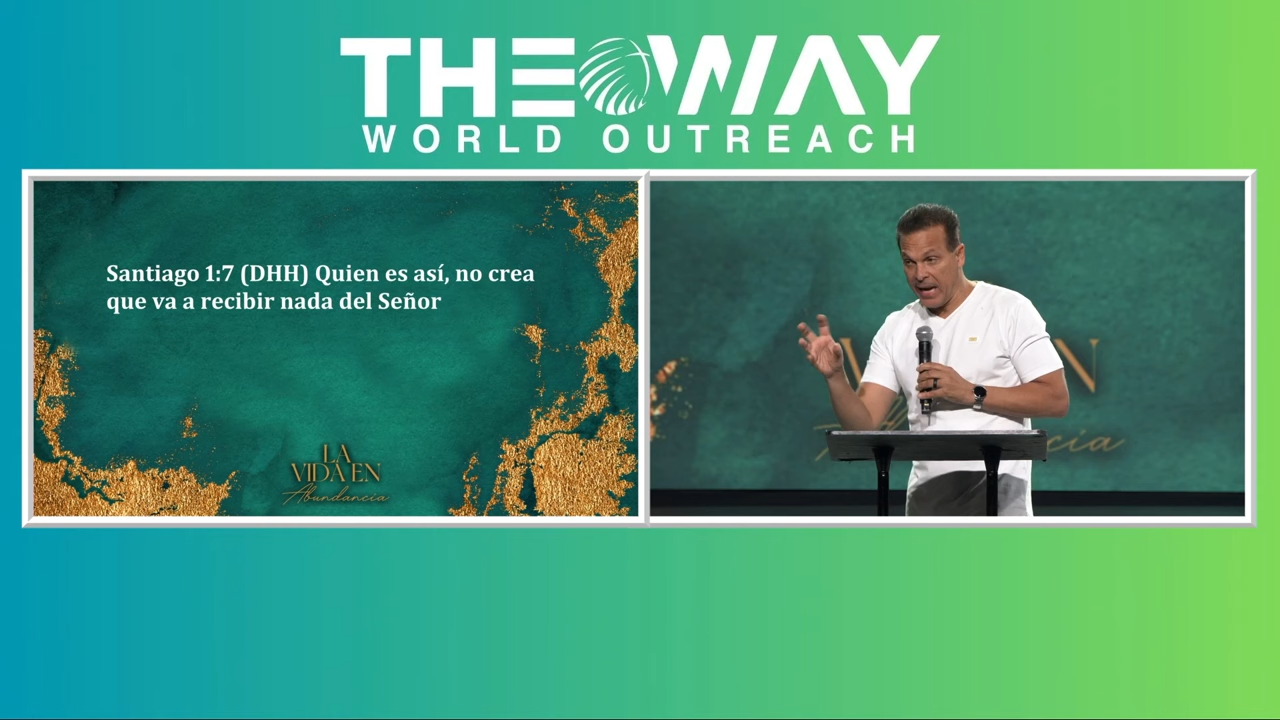 THE WAY
WORLD OUTREACH
Santiago 1:7 (DHH) Quien es así, no crea
que va a recibir nada del Señor
LA
VIDA EN
Abundancia